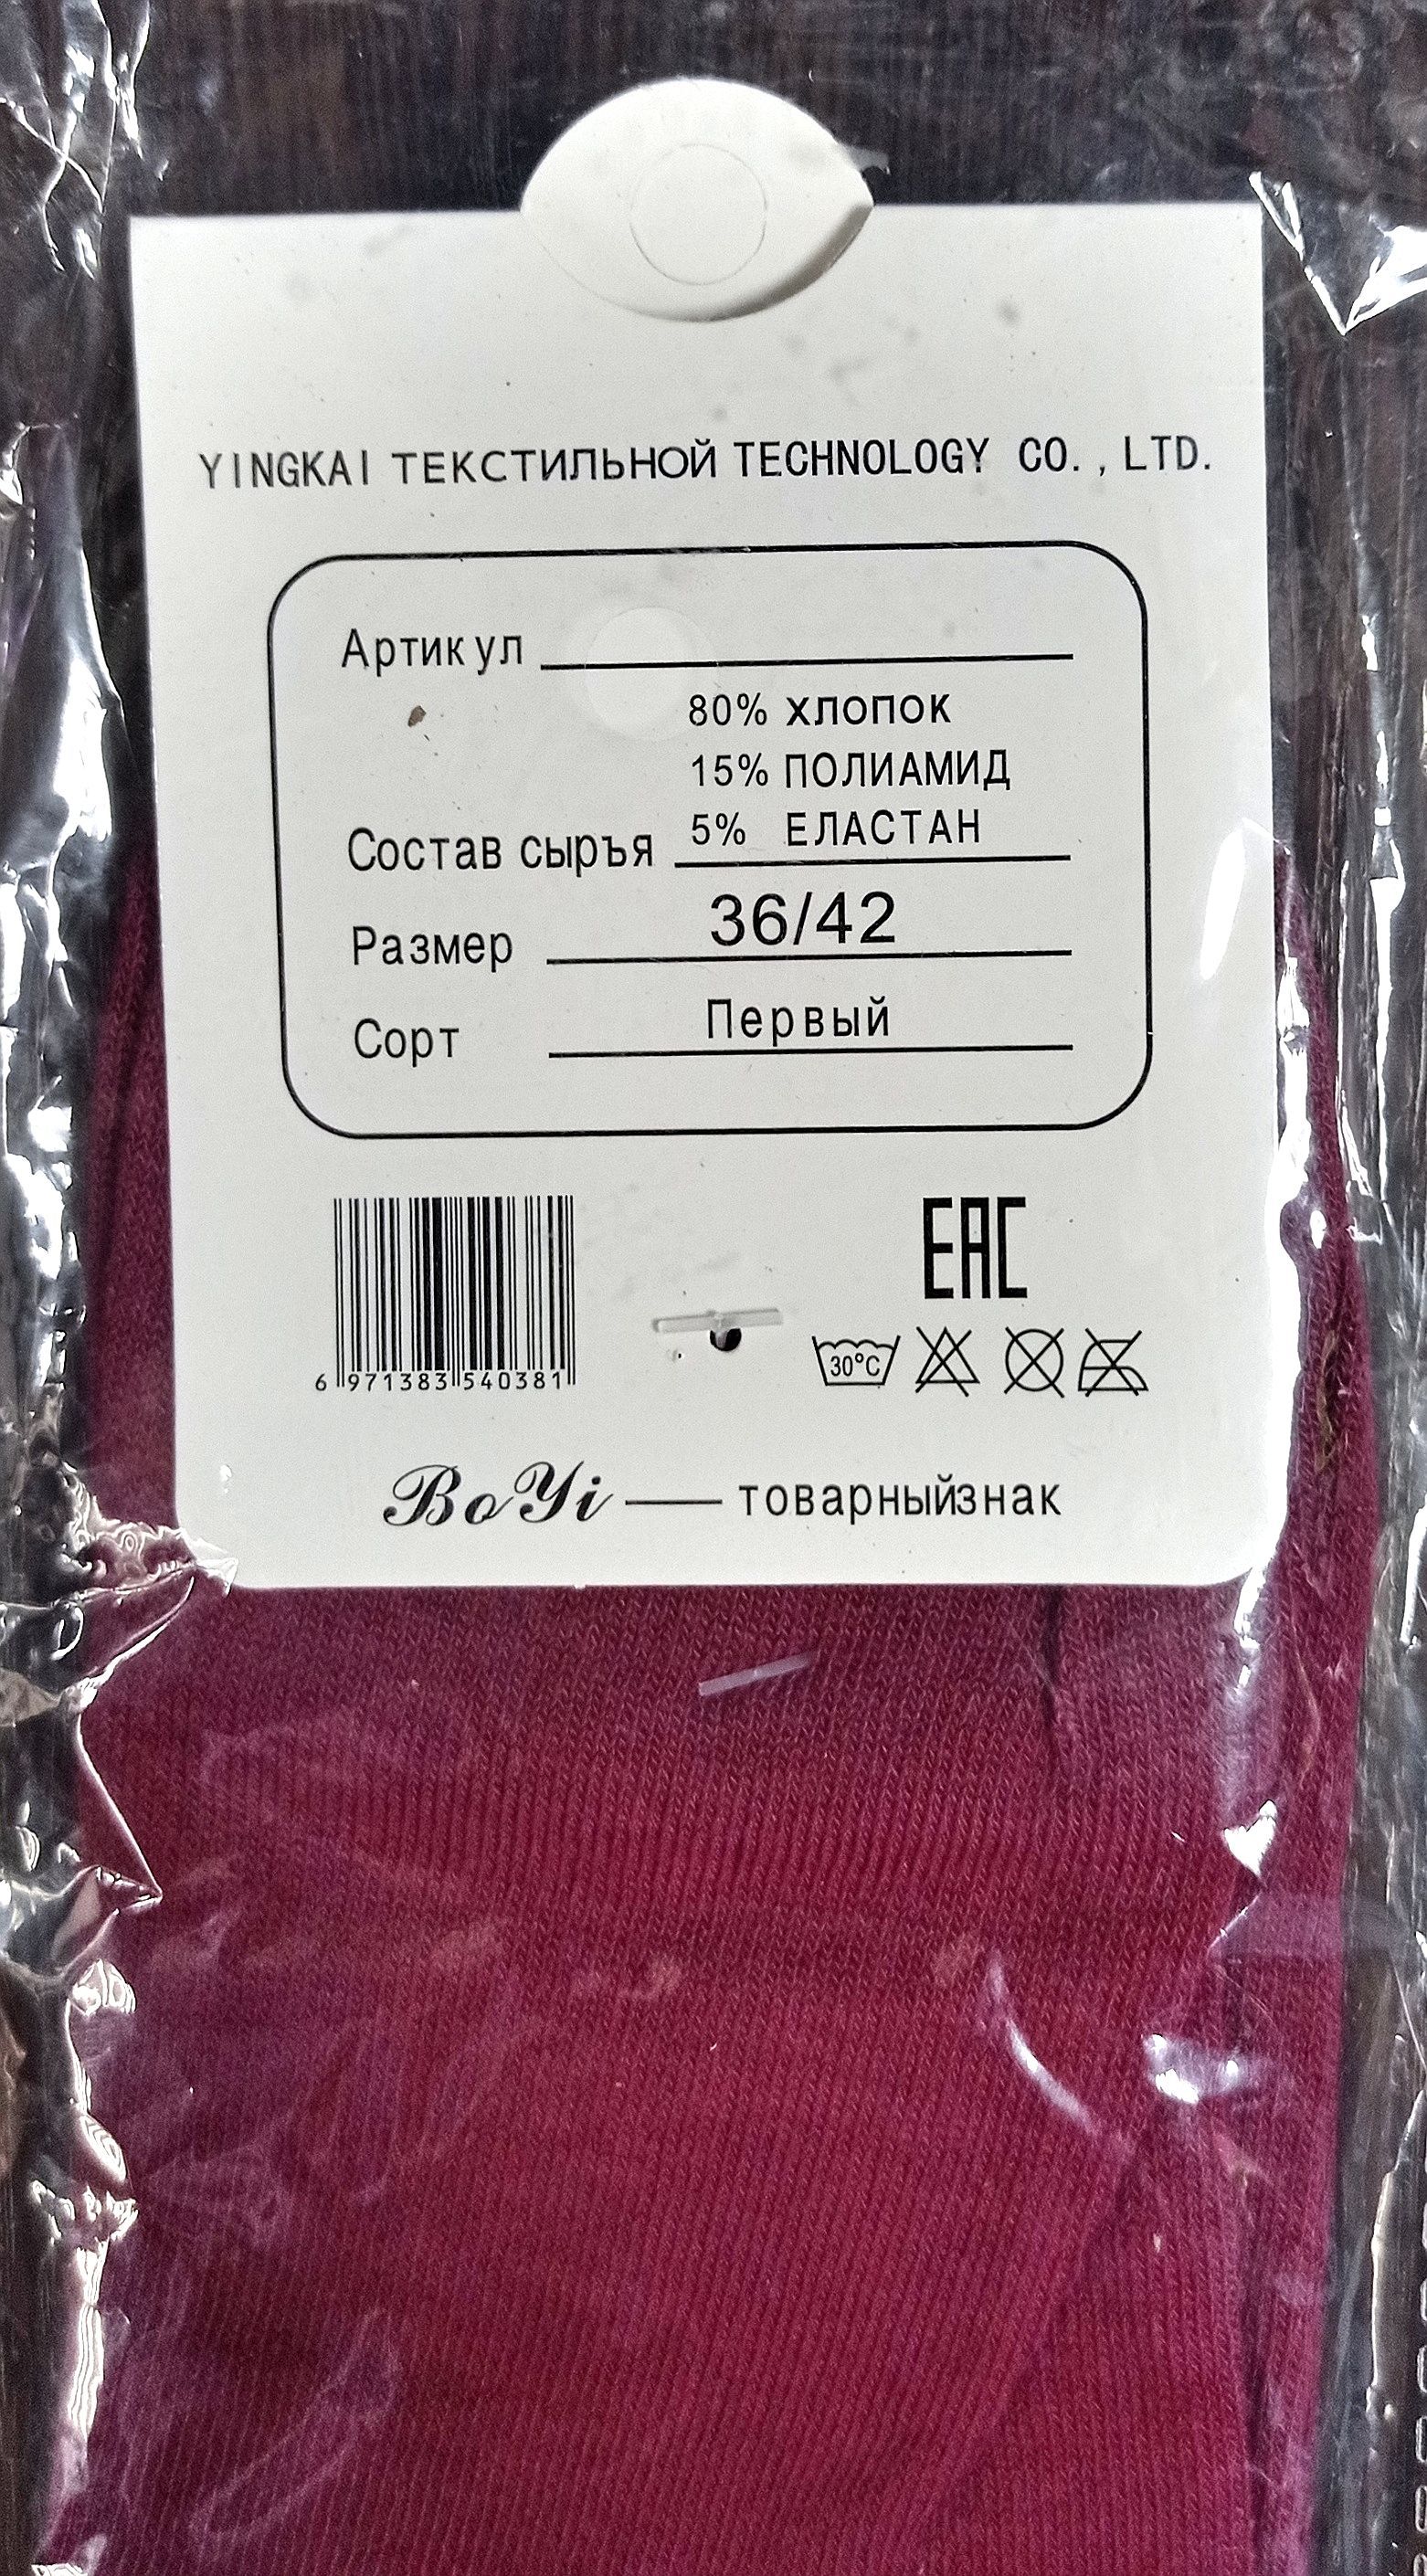 YINGKAI ТЕКСТИЛЬНОЙ TECHNOLOGY CO., LTD.
Артикул
80% ХЛОПОК
15% ПОЛИАМИД
Состав сыръя 5% ЕЛАСТАН
Размер 36/42
Сорт Первый
EAC
30°C
6 971383 540381
BoYi — товарныйзнак